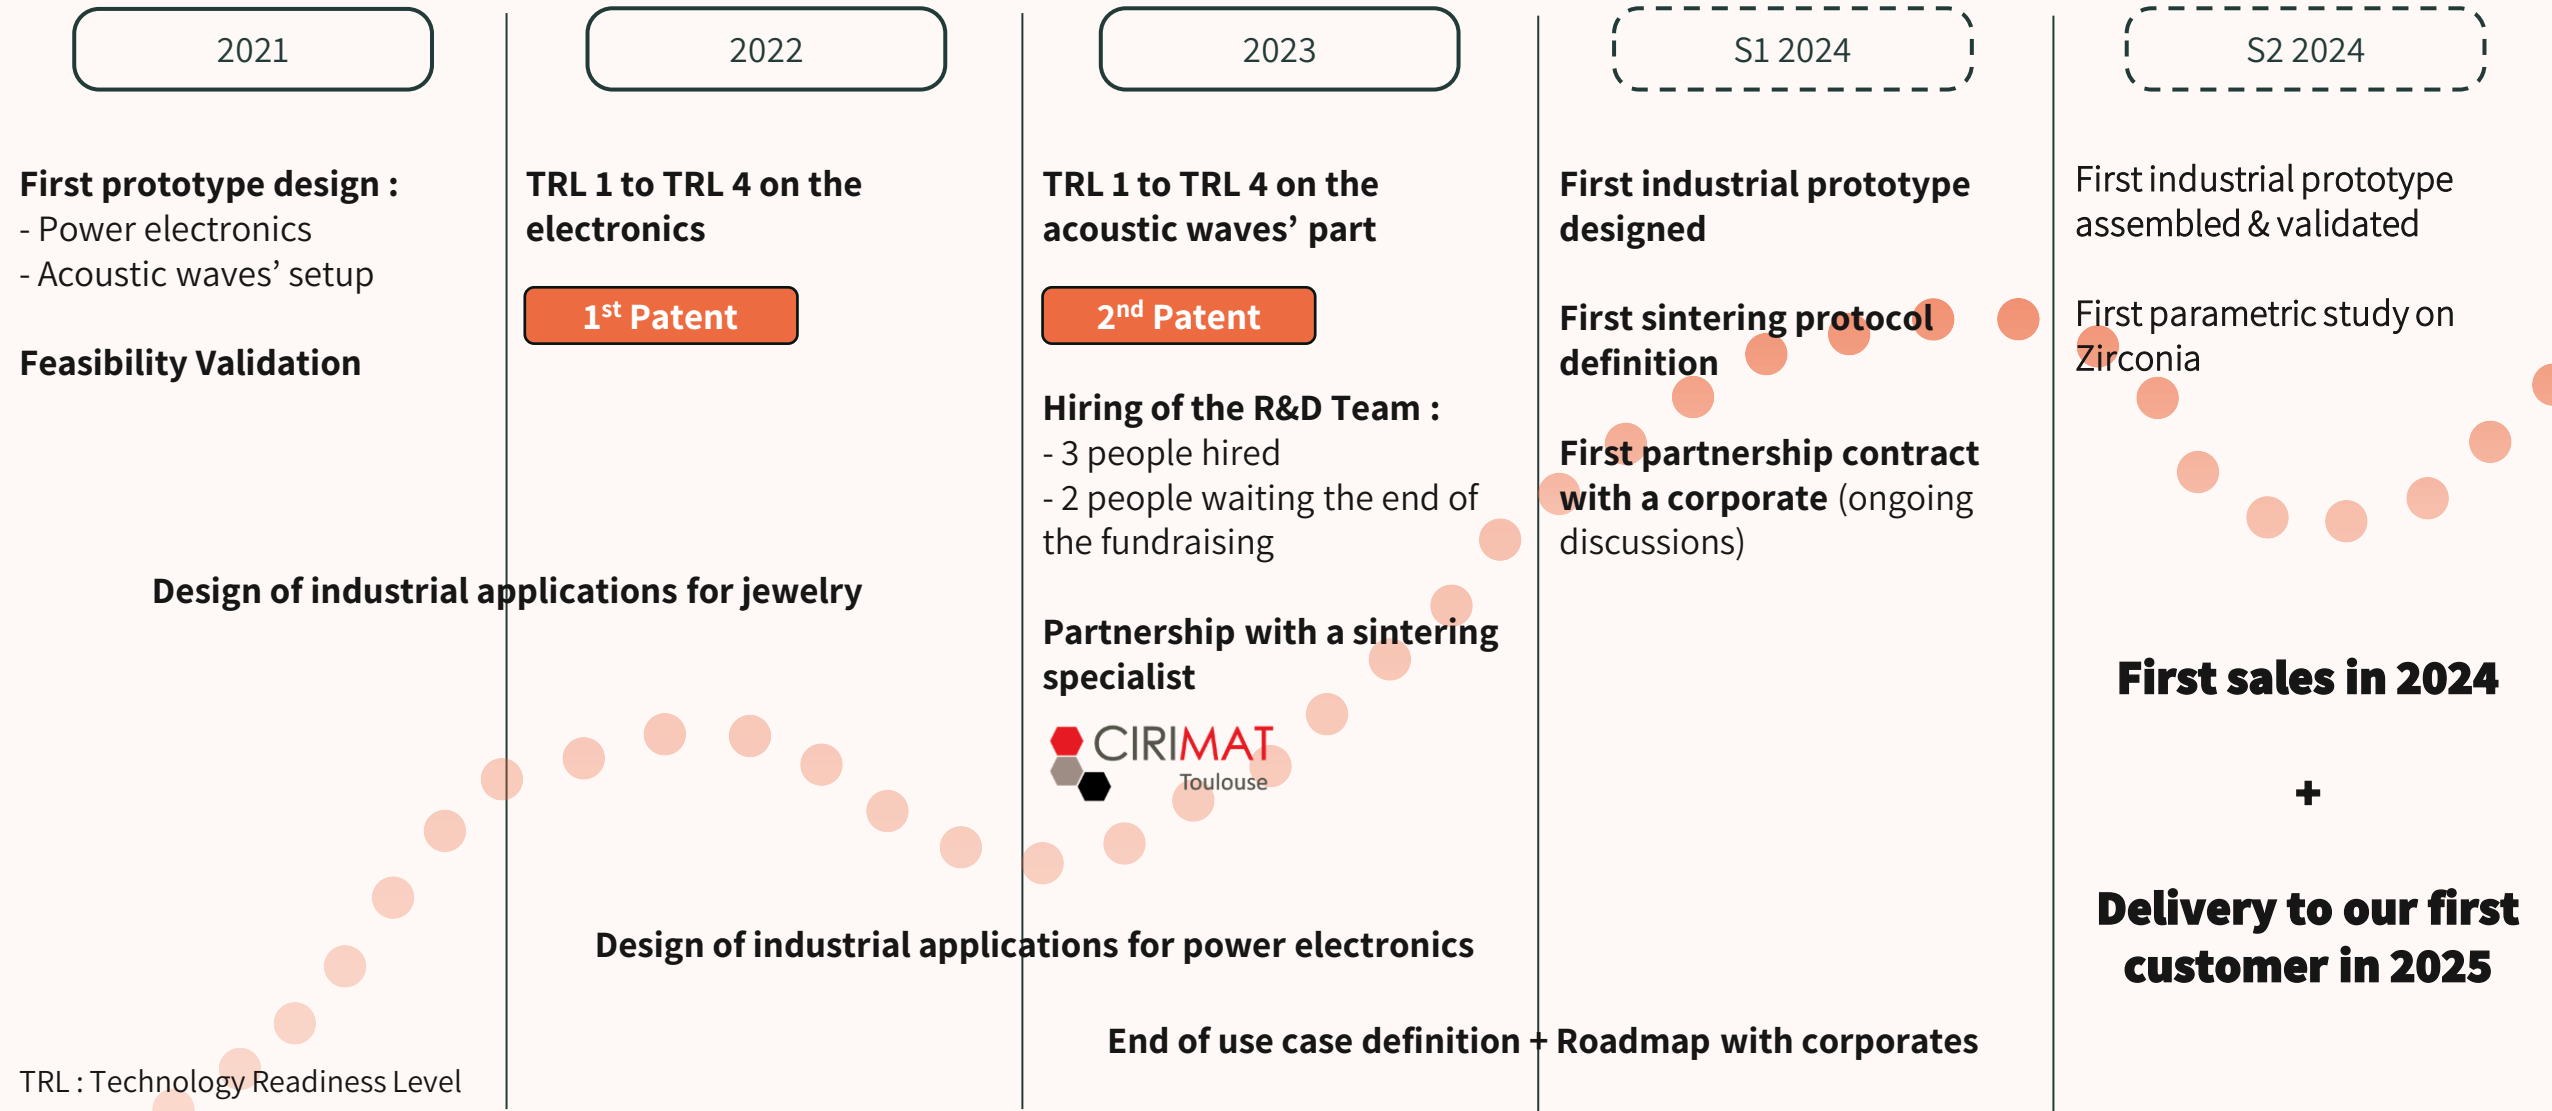 2021
2022
2023
S1 2024
S2 2024
First prototype design :
- Power electronics
- Acoustic waves’ setup
Feasibility Validation
TRL 1 to TRL 4 on the
electronics
1st Patent
TRL 1 to TRL 4 on the
acoustic waves’ part
2nd Patent
Hiring of the R&D Team :
- 3 people hired
- 2 people waiting the end of
the fundraising
Partnership with a sintering
specialist
CIRIMAT
Toulouse
First industrial prototype
designed
First sintering protocol
definition
First partnership contract
with a corporate (ongoing
discussions)
First industrial prototype
assembled & validated
First parametric study on
Zirconia
First sales in 2024
+
Delivery to our first
customer in 2025
Design of industrial applications for jewelry
Design of industrial applications for power electronics
End of use case definition + Roadmap with corporates
TRL : Technology Readiness Level